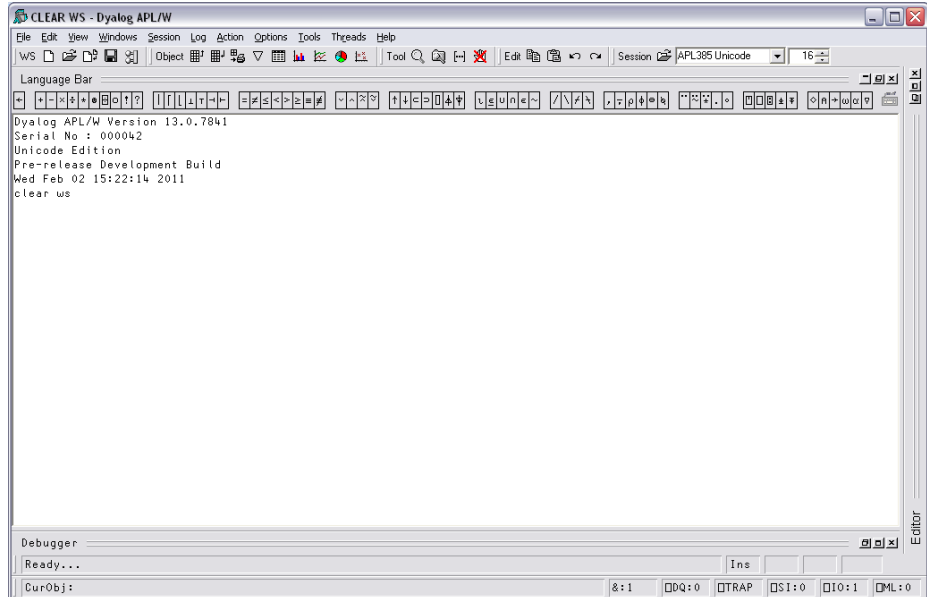 CLEAR WS - Dyalog APL/W
File Edit View Windows Session Log Action Options Tools Threads Help
WS Object Tool Edit Session APL385 Unicode 16
Language Bar
← + - × ÷ * ⍟ ⌹ ○ ! ? | ⌈ ⌊ ⊥ ⊤ ⊣ ⊢ = ≠ ≤ < > ≥ ≡ ≢ ∨ ∧ ⍲ ⍱ ↑ ↓ ⊂ ⊃ ⌷ ⍋ ⍒ ⍳ ⍷ ∪ ∩ ∊ ~ / \ ⌿ ⍀ , ⍪ ⍴ ⌽ ⊖ ⍉ ¨ ⍨ ⍣ . ∘ ⍞ ⎕ ⍠ ⍎ ⍕ ⋄ ⍝ → ⍵ ⍺ ∇
Dyalog APL/W Version 13.0.7841
Serial No : 000042
Unicode Edition
Pre-release Development Build
Wed Feb 02 15:22:14 2011
clear ws
Editor
Debugger
Ready... Ins
CurObj: &:1 ⎕DQ:0 ⎕TRAP ⎕SI:0 ⎕IO:1 ⎕ML:0